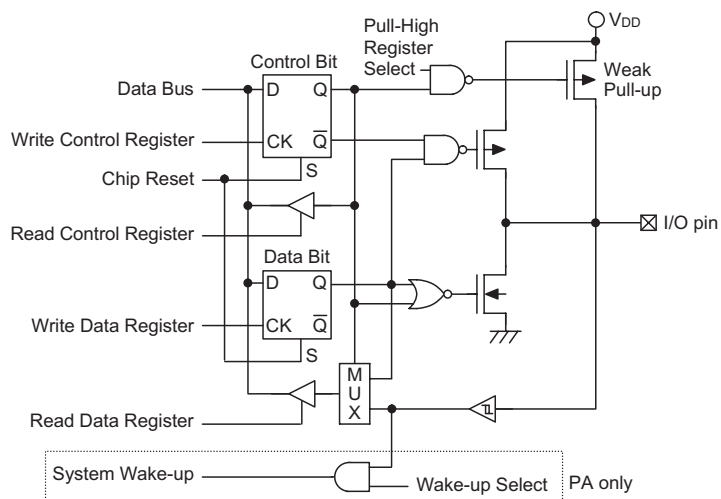 VDD
Pull-High
Register
Select
Weak
Pull-up
Control Bit
Data Bus
D
Q
Write Control Register
CK
Q
Chip Reset
S
I/O pin
Read Control Register
Data Bit
D
Q
Write Data Register
CK
Q
S
M
U
X
Read Data Register
System Wake-up
Wake-up Select
PA only